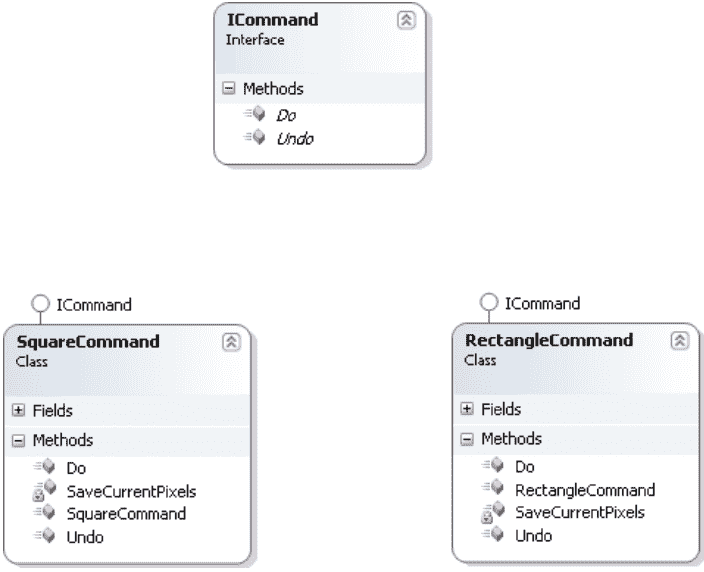 ICommand
Interface
Methods
Do
Undo
ICommand
SquareCommand
Class
Fields
Methods
Do
SaveCurrentPixels
SquareCommand
Undo
ICommand
RectangleCommand
Class
Fields
Methods
Do
RectangleCommand
SaveCurrentPixels
Undo